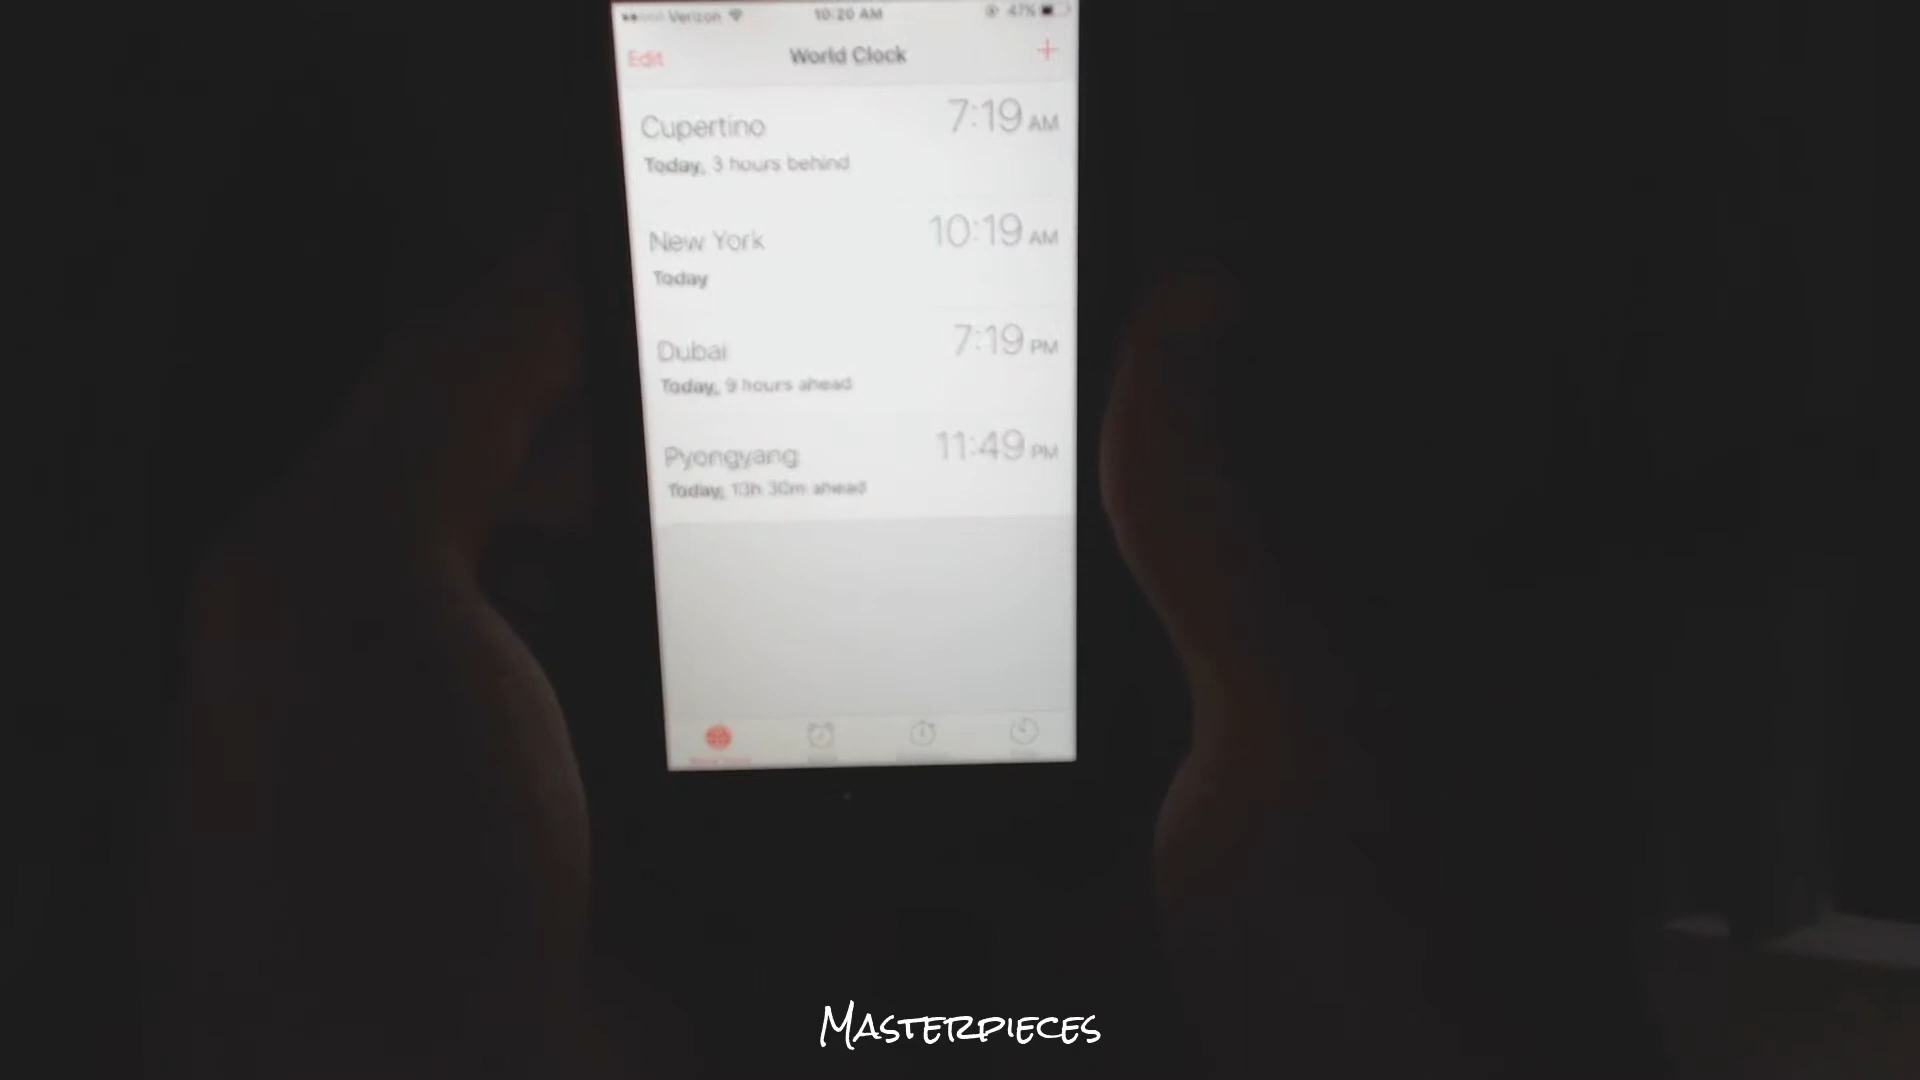 Verizon 10:20 AM 47%
Edit World Clock +
Cupertino 7:19 AM
Today, 3 hours behind
New York 10:19 AM
Today
Dubai 7:19 PM
Today, 9 hours ahead
Pyongyang 11:49 PM
Today, 13h 30m ahead
Masterpieces